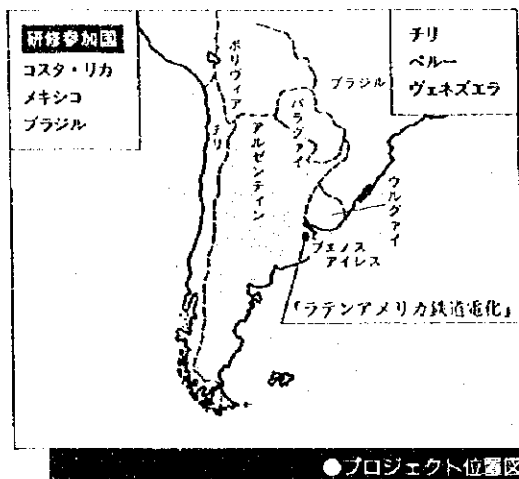 研修参加国
コスタ・リカ
メキシコ
ブラジル
チリ
ペルー
ヴェネズエラ
ボリヴィア
ブラジル
パラグァイ
チリ
アルゼンティン
ウルグァイ
ブェノス
アイレス
「ラテンアメリカ鉄道電化」
●プロジェクト位置図